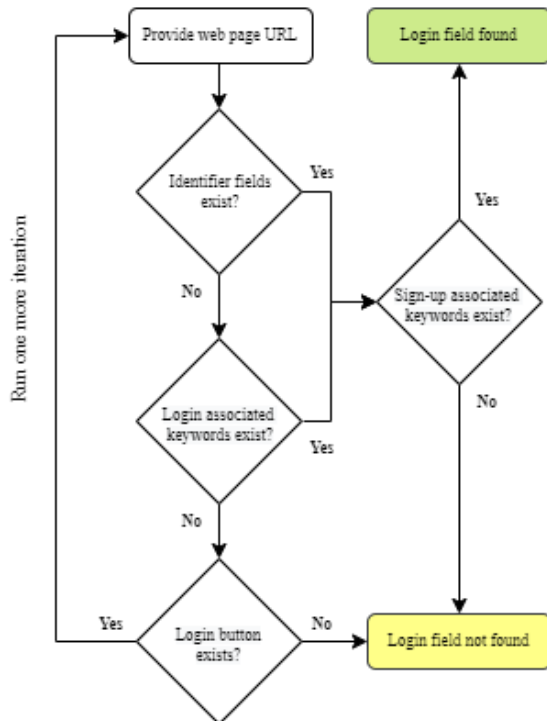 Provide web page URL
Login field found
Identifier fields
exist?
Yes
Yes
No
Run one more iteration
Sign-up associated
keywords exist?
Login associated
keywords exist?
Yes
No
No
Yes
No
Login button
exists?
Login field not found